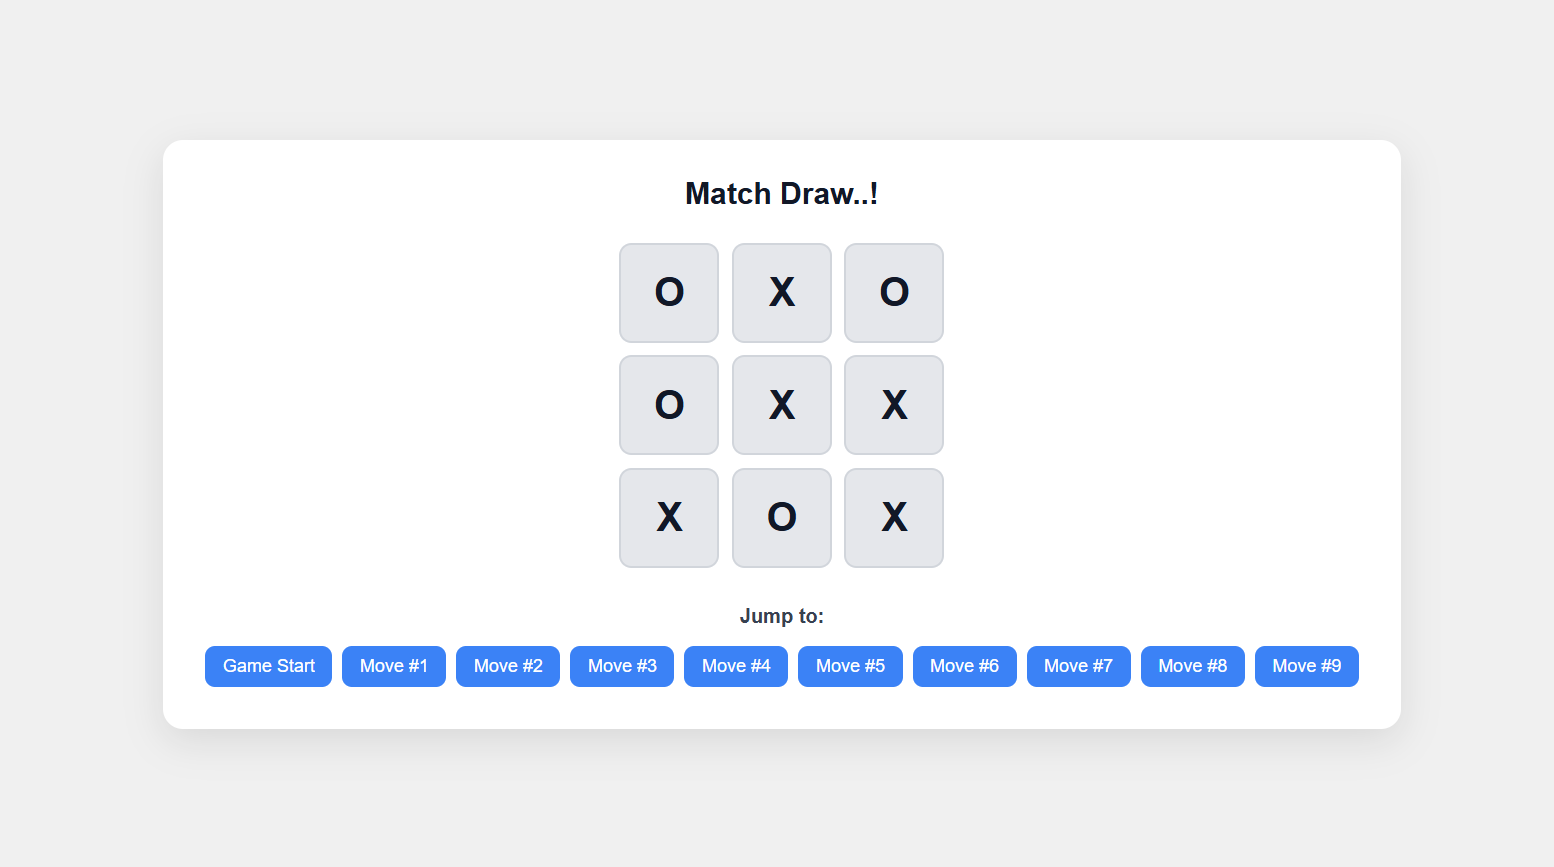 Match Draw..!
O X O
O X X
X O X
Jump to:
Game Start Move #1 Move #2 Move #3 Move #4 Move #5 Move #6 Move #7 Move #8 Move #9